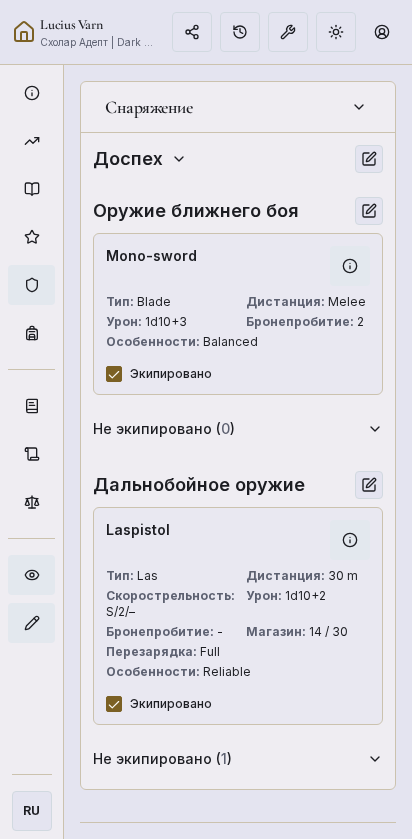 Lucius Varn
Схолар Адепт | Dark ...
Снаряжение
Доспех
Оружие ближнего боя
Mono-sword
Тип: Blade
Дистанция: Melee
Урон: 1d10+3
Бронепробитие: 2
Особенности: Balanced
Экипировано
Не экипировано (0)
Дальнобойное оружие
Laspistol
Тип: Las
Дистанция: 30 m
Скорострельность:
S/2/–
Урон: 1d10+2
Бронепробитие: -
Магазин: 14 / 30
Перезарядка: Full
Особенности: Reliable
Экипировано
Не экипировано (1)
RU